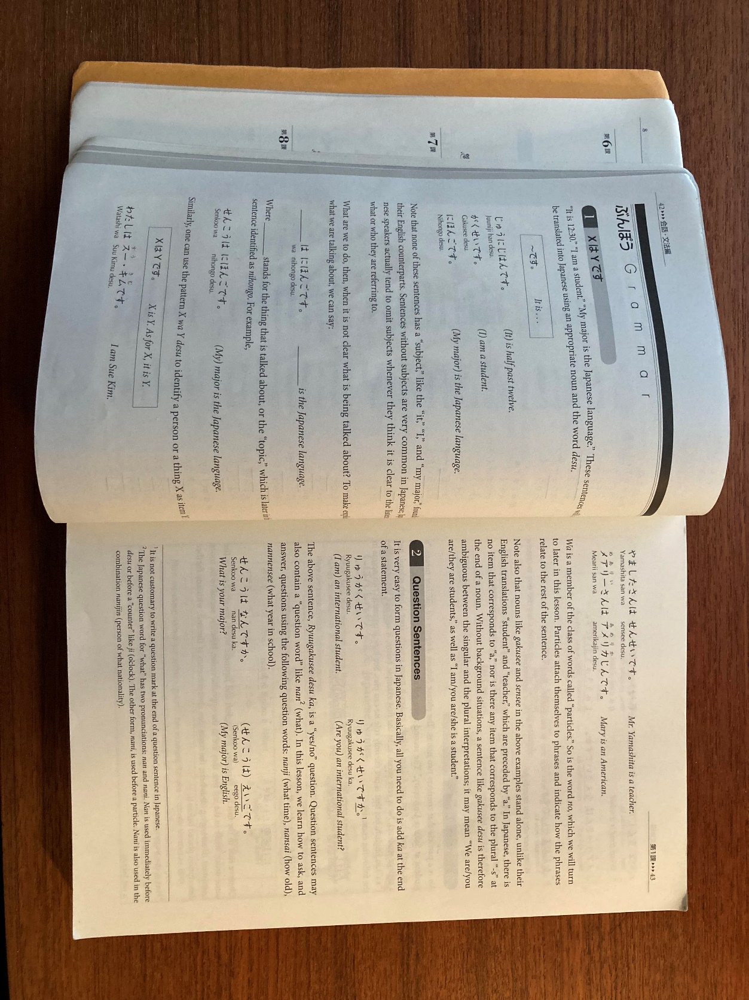 8
第6課
第7課
第8課
42 ▸▸▸ 会話・文法編
ぶんぽう Grammar
1 XはYです
“It is 12:30.” “I am a student.” “My major is the Japanese language.” These sentences
be translated into Japanese using an appropriate noun and the word desu.
~です。 It is . . .
じゅうにじはんです。 (It) is half past twelve.
Juuniji han desu.
がくせいです。 (I) am a student.
Gakusee desu.
にほんごです。 (My major) is the Japanese language.
Nihongo desu.
Note that none of these sentences has a “subject,” like the “it,” “I,” and “my major,”
their English counterparts. Sentences without subjects are very common in Japanese;
nese speakers actually tend to omit subjects whenever they think it is clear to the
what or who they are referring to.
What are we to do, then, when it is not clear what is being talked about? To make
what we are talking about, we can say:
______ は にほんごです。 ______ is the Japanese language.
wa nihongo desu.
Where ______ stands for the thing that is talked about, or the “topic,” which is later
sentence identified as nihongo. For example,
せんこうは にほんごです。 (My) major is the Japanese language.
Senkoo wa nihongo desu.
Similarly, one can use the pattern X wa Y desu to identify a person or a thing X as item Y
XはYです。 X is Y. As for X, it is Y.
すう きむ
わたしは スー・キムです。 I am Sue Kim.
Watashi wa Suu Kimu desu.
第1課 ▸▸▸ 43
やましたさんは せんせいです。 Mr. Yamashita is a teacher.
Yamashita san wa sensee desu.
めありい あめりか
メアリーさんは アメリカじんです。 Mary is an American.
Mearii san wa amerikajin desu.
Wa is a member of the class of words called “particles.” So is the word no, which we will turn
to later in this lesson. Particles attach themselves to phrases and indicate how the phrases
relate to the rest of the sentence.
Note also that nouns like gakusee and sensee in the above examples stand alone, unlike their
English translations “student” and “teacher,” which are preceded by “a.” In Japanese, there is
no item that corresponds to “a,” nor is there any item that corresponds to the plural “-s” at
the end of a noun. Without background situations, a sentence like gakusee desu is therefore
ambiguous between the singular and the plural interpretations; it may mean “We are/you
are/they are students,” as well as “I am/you are/she is a student.”
2 Question Sentences
It is very easy to form questions in Japanese. Basically, all you need to do is add ka at the end
of a statement.
りゅうがくせいです。 りゅうがくせいですか。1
Ryuugakusee desu. Ryuugakusee desu ka.
(I am) an international student. (Are you) an international student?
The above sentence, Ryuugakusee desu ka, is a “yes/no” question. Question sentences may
also contain a “question word” like nan2 (what). In this lesson, we learn how to ask, and
answer, questions using the following question words: nanji (what time), nansai (how old),
nannensee (what year in school).
せんこうは なんですか。 (せんこうは) えいごです。
Senkoo wa nan desu ka. (Senkoo wa) eego desu.
What is your major? (My major) is English.
1 It is not customary to write a question mark at the end of a question sentence in Japanese.
2 The Japanese question word for “what” has two pronunciations: nan and nani. Nan is used immediately before
desu or before a “counter” like ji (o’clock). The other form, nani, is used before a particle. Nani is also used in the
combination nanijin (person of what nationality).